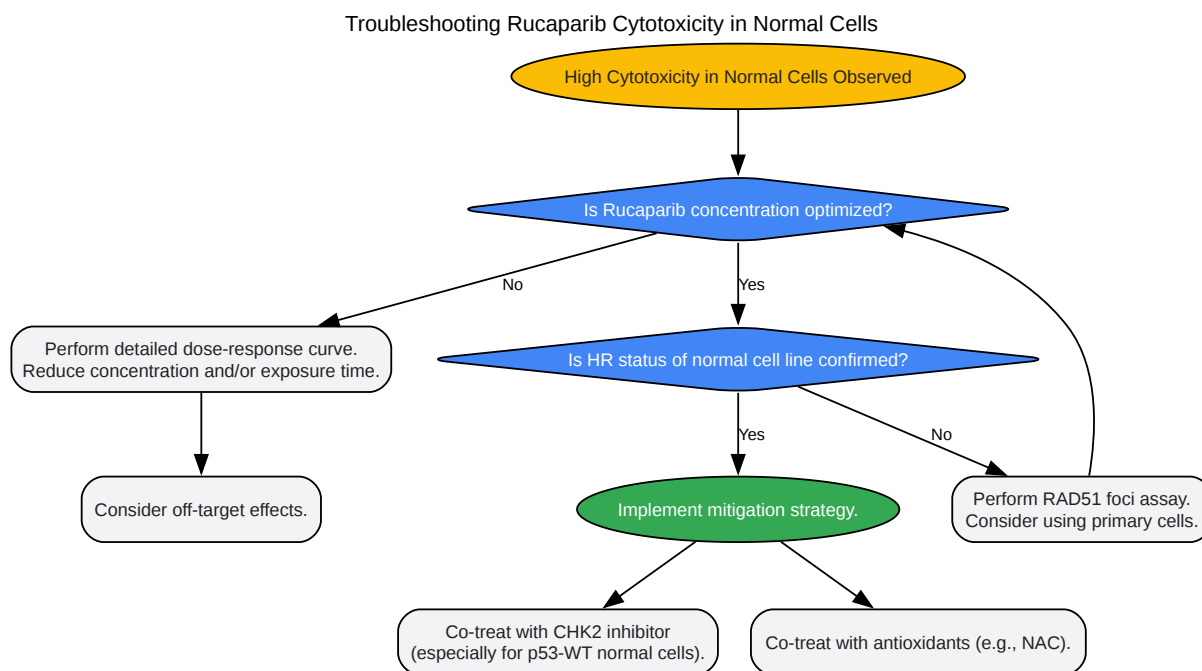 Troubleshooting Rucaparib Cytotoxicity in Normal Cells
High Cytotoxicity in Normal Cells Observed
Is Rucaparib concentration optimized?
No
Yes
Perform detailed dose-response curve.
Reduce concentration and/or exposure time.
Is HR status of normal cell line confirmed?
Yes
No
Consider off-target effects.
Implement mitigation strategy.
Perform RAD51 foci assay.
Consider using primary cells.
Co-treat with CHK2 inhibitor
(especially for p53-WT normal cells).
Co-treat with antioxidants (e.g., NAC).